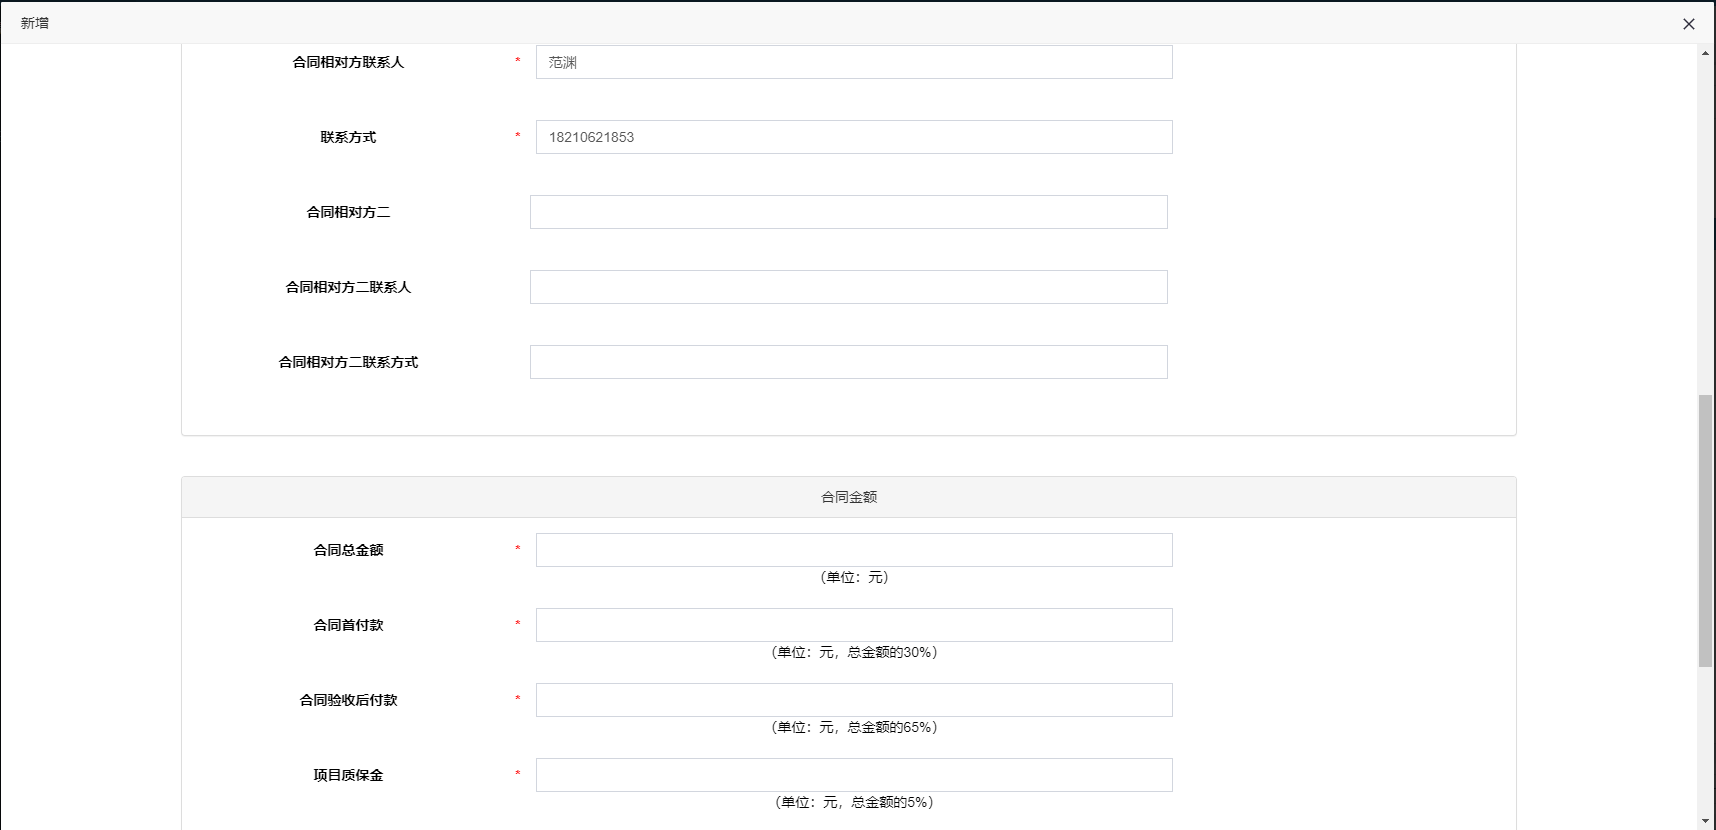 新增
合同相对方联系人 * 范渊
联系方式 * 18210621853
合同相对方二
合同相对方二联系人
合同相对方二联系方式
合同金额
合同总金额 *
（单位：元）
合同首付款 *
（单位：元，总金额的30%）
合同验收后付款 *
（单位：元，总金额的65%）
项目质保金 *
（单位：元，总金额的5%）